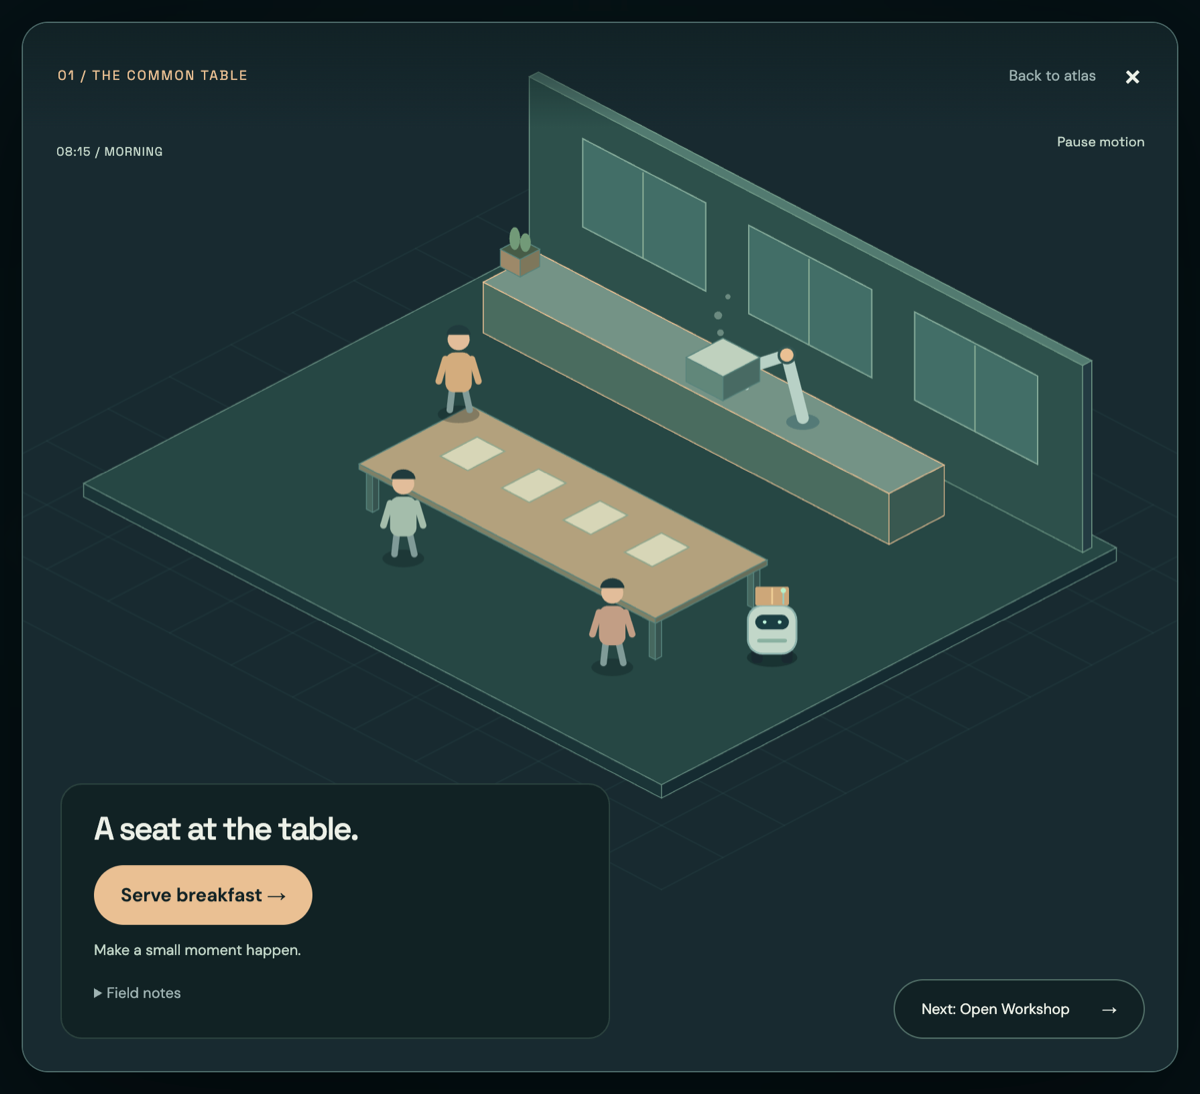 01 / THE COMMON TABLE
Back to atlas ×
08:15 / MORNING
Pause motion
A seat at the table.
Serve breakfast →
Make a small moment happen.
▶ Field notes
Next: Open Workshop →